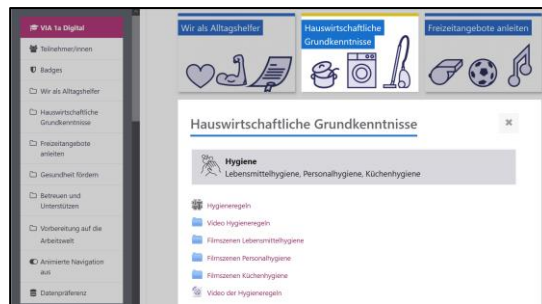 VIA 1a Digital
Teilnehmer/innen
Badges
Wir als Alltagshelfer
Hauswirtschaftliche
Grundkenntnisse
Freizeitangebote
anleiten
Gesundheit fördern
Betreuen und
Unterstützen
Vorbereitung auf die
Arbeitswelt
Animierte Navigation
aus
Datenpräferenz
Wir als Alltagshelfer
Hauswirtschaftliche
Grundkenntnisse
Freizeitangebote anleiten
Hauswirtschaftliche Grundkenntnisse
Hygiene
Lebensmittelhygiene, Personalhygiene, Küchenhygiene
Hygieneregeln
Video Hygieneregeln
Filmszenen Lebensmittelhygiene
Filmszenen Personalhygiene
Filmszenen Küchenhygiene
Video der Hygieneregeln